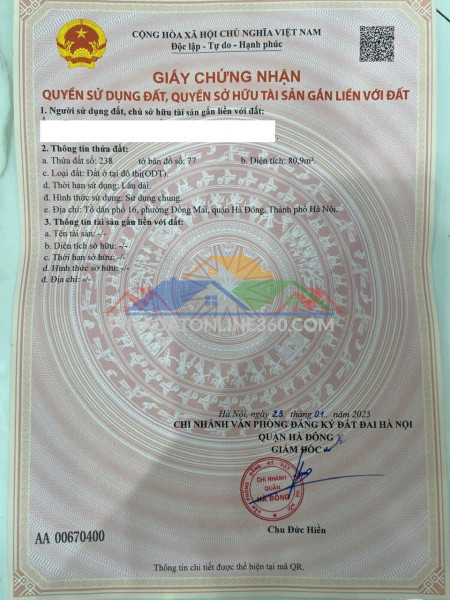 CỘNG HÒA XÃ HỘI CHỦ NGHĨA VIỆT NAM
Độc lập - Tự do - Hạnh phúc
GIẤY CHỨNG NHẬN
QUYỀN SỬ DỤNG ĐẤT, QUYỀN SỞ HỮU TÀI SẢN GẮN LIỀN VỚI ĐẤT
1. Người sử dụng đất, chủ sở hữu tài sản gắn liền với đất:
2. Thông tin thửa đất:
a. Thửa đất số: 238 tờ bản đồ số: 77 b. Diện tích: 80,9m².
c. Loại đất: Đất ở tại đô thị(ODT).
d. Thời hạn sử dụng: Lâu dài.
đ. Hình thức sử dụng: Sử dụng chung.
e. Địa chỉ: Tổ dân phố 16, phường Đồng Mai, quận Hà Đông, Thành phố Hà Nội.
3. Thông tin tài sản gắn liền với đất:
a. Tên tài sản: -/-
b. Diện tích sở hữu: -/-
c. Thời hạn sở hữu: -/-
d. Hình thức sở hữu: -/-
đ. Địa chỉ: -/-
DATONLINE360.COM
Hà Nội, ngày 25 tháng 01 năm 2025
CHI NHÁNH VĂN PHÒNG ĐĂNG KÝ ĐẤT ĐAI HÀ NỘI
QUẬN HÀ ĐÔNG
GIÁM ĐỐC
CHI NHÁNH
QUẬN
HÀ ĐÔNG
Chu Đức Hiền
AA 00670400
Thông tin chi tiết được thể hiện tại mã QR.